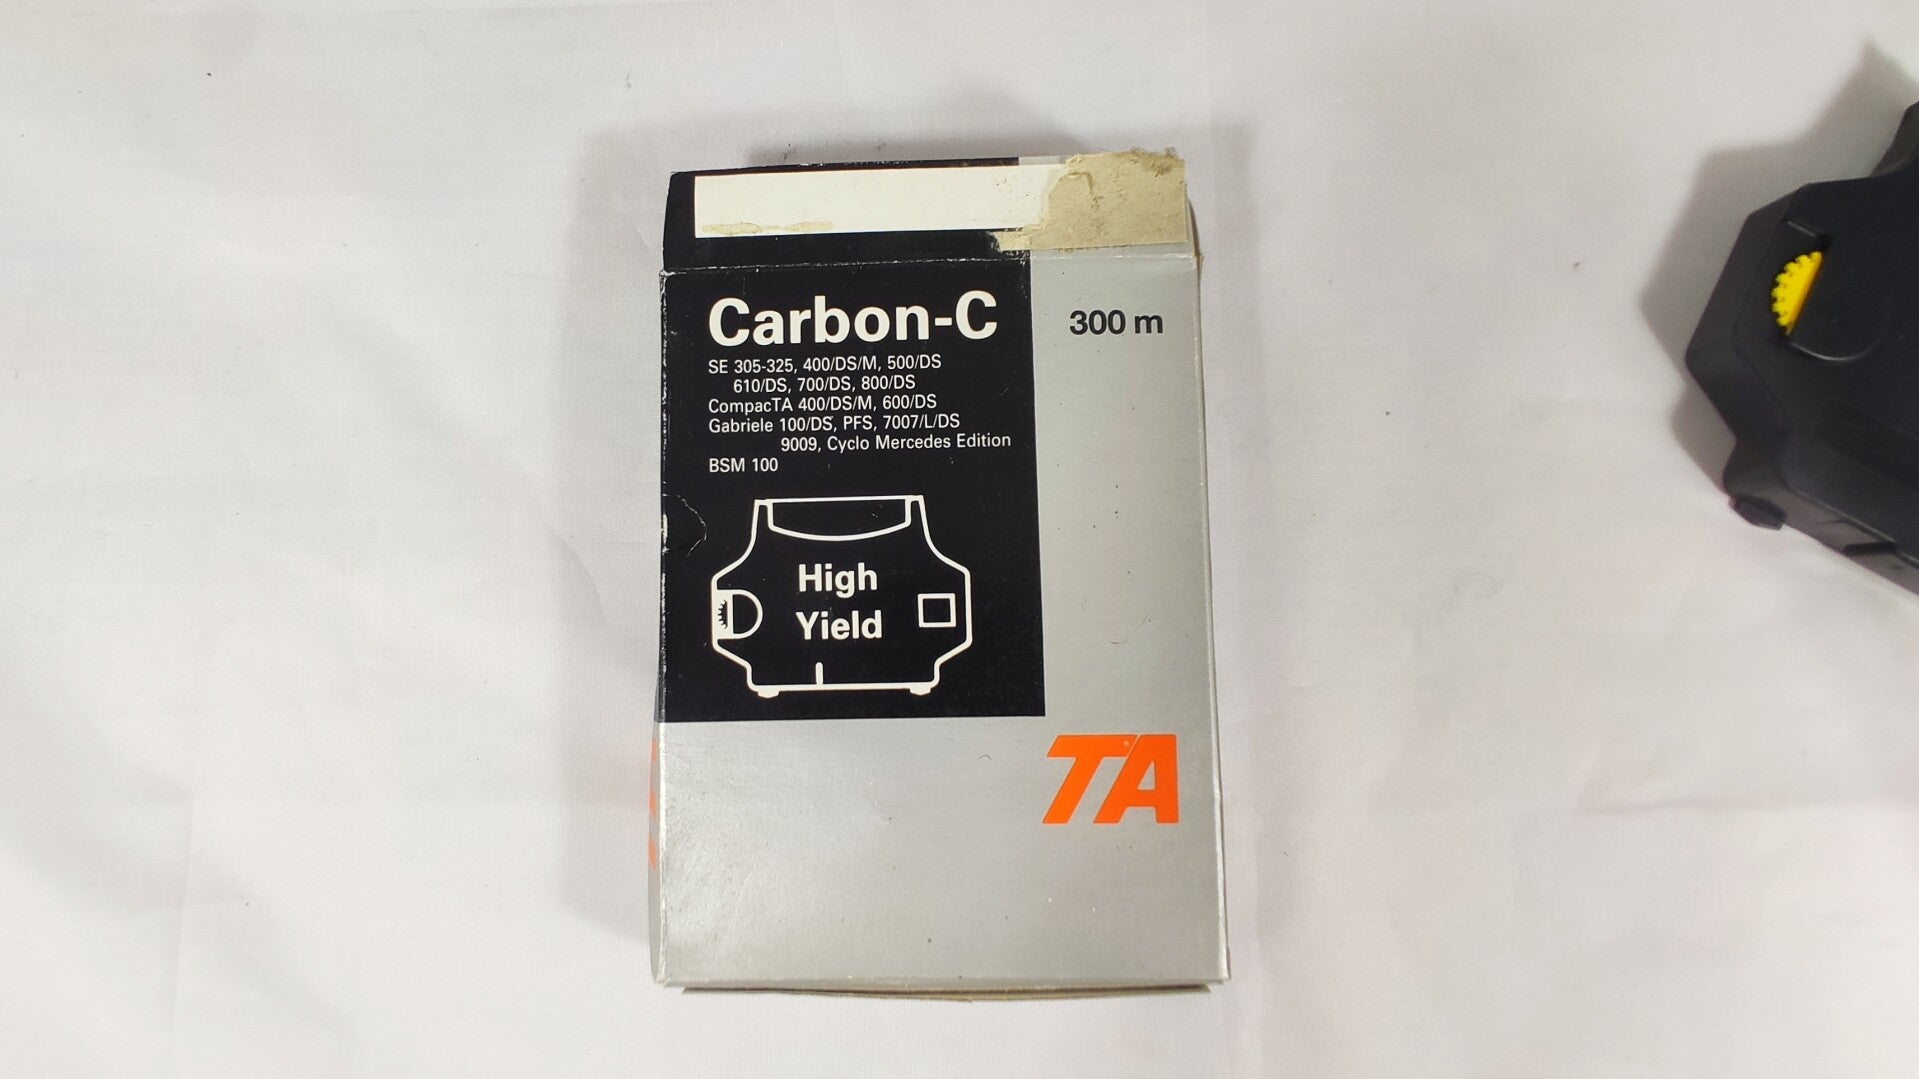 Carbon-C
300 m
SE 305-325, 400/DS/M, 500/DS
610/DS, 700/DS, 800/DS
CompacTA 400/DS/M, 600/DS
Gabriele 100/DS, PFS, 7007/L/DS
9009, Cyclo Mercedes Edition
BSM 100
High
Yield
TA